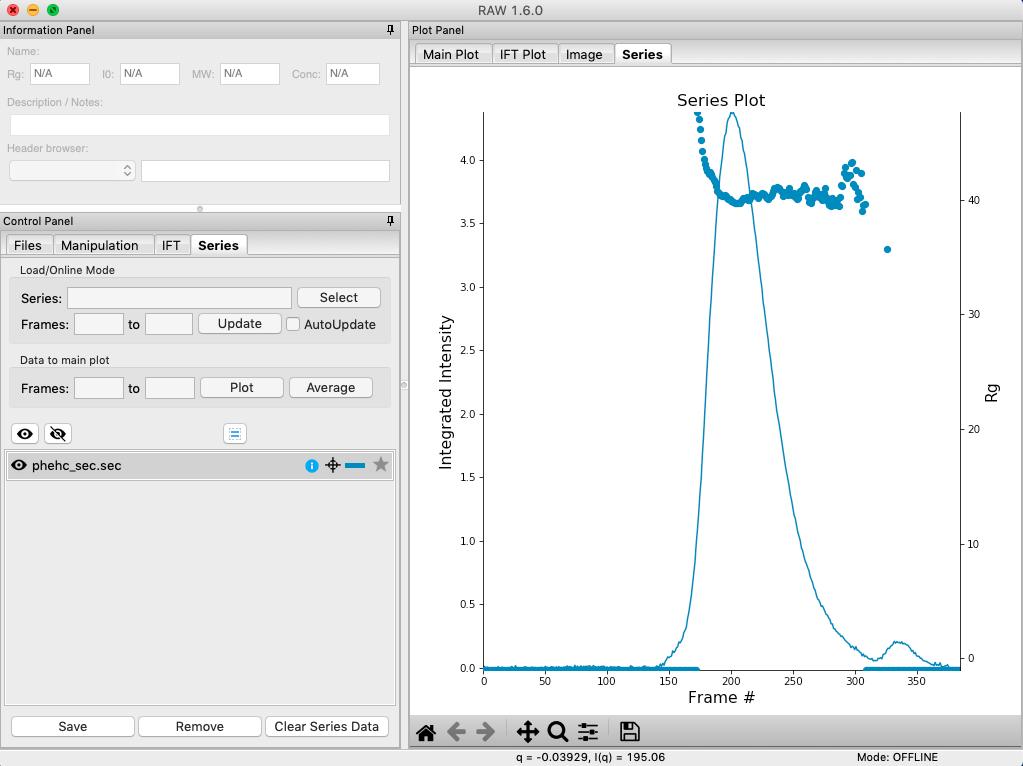 RAW 1.6.0
Information Panel
Name:
Rg: N/A I0: N/A MW: N/A Conc: N/A
Description / Notes:
Header browser:
Control Panel
Files Manipulation IFT Series
Load/Online Mode
Series: Select
Frames: to Update AutoUpdate
Data to main plot
Frames: to Plot Average
phehc_sec.sec
Save Remove Clear Series Data
Plot Panel
Main Plot IFT Plot Image Series
Series Plot
Integrated Intensity
4.0
3.5
3.0
2.5
2.0
1.5
1.0
0.5
0.0
0 50 100 150 200 250 300 350
Frame #
40
30
20
10
0
Rg
q = -0.03929, I(q) = 195.06
Mode: OFFLINE